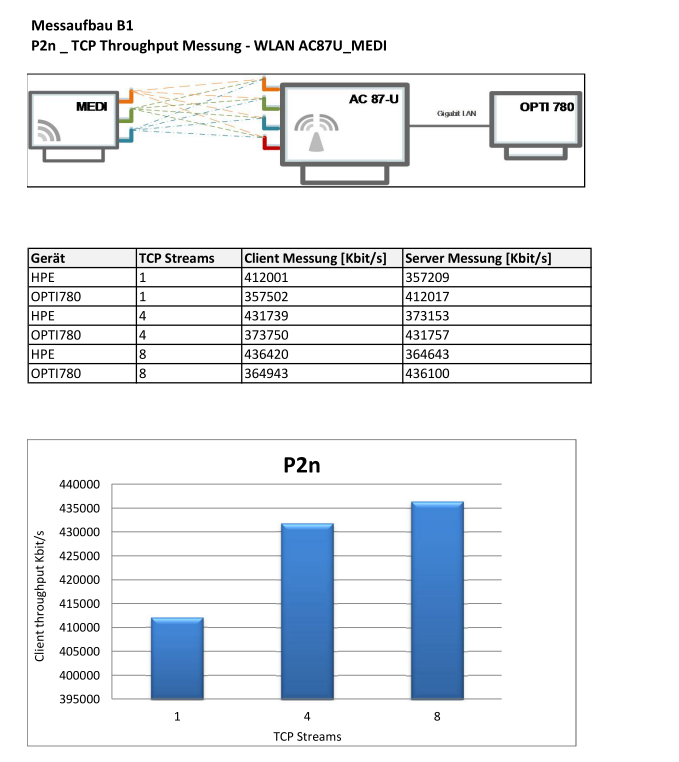 Messaufbau B1
P2n _ TCP Throughput Messung - WLAN AC87U_MEDI
MEDI
AC 87-U
Gigabit LAN
OPTI 780
Gerät TCP Streams Client Messung [Kbit/s] Server Messung [Kbit/s]
HPE 1 412001 357209
OPTI780 1 357502 412017
HPE 4 431739 373153
OPTI780 4 373750 431757
HPE 8 436420 364643
OPTI780 8 364943 436100
P2n
Client throughput Kbit/s
440000
435000
430000
425000
420000
415000
410000
405000
400000
395000
1 4 8
TCP Streams